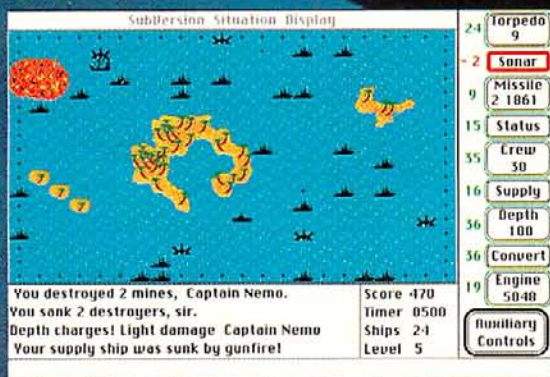 SubVersion Situation Display
24 Torpedo
9
- 2 Sonar
9 Missile
2 1861
15 Status
35 Crew
30
16 Supply
36 Depth
100
36 Convert
19 Engine
5048
Auxiliary
Controls
You destroyed 2 mines, Captain Nemo.
You sank 2 destroyers, sir.
Depth charges! Light damage Captain Nemo
Your supply ship was sunk by gunfire!
Score -170
Timer 0500
Ships 24
Level 5